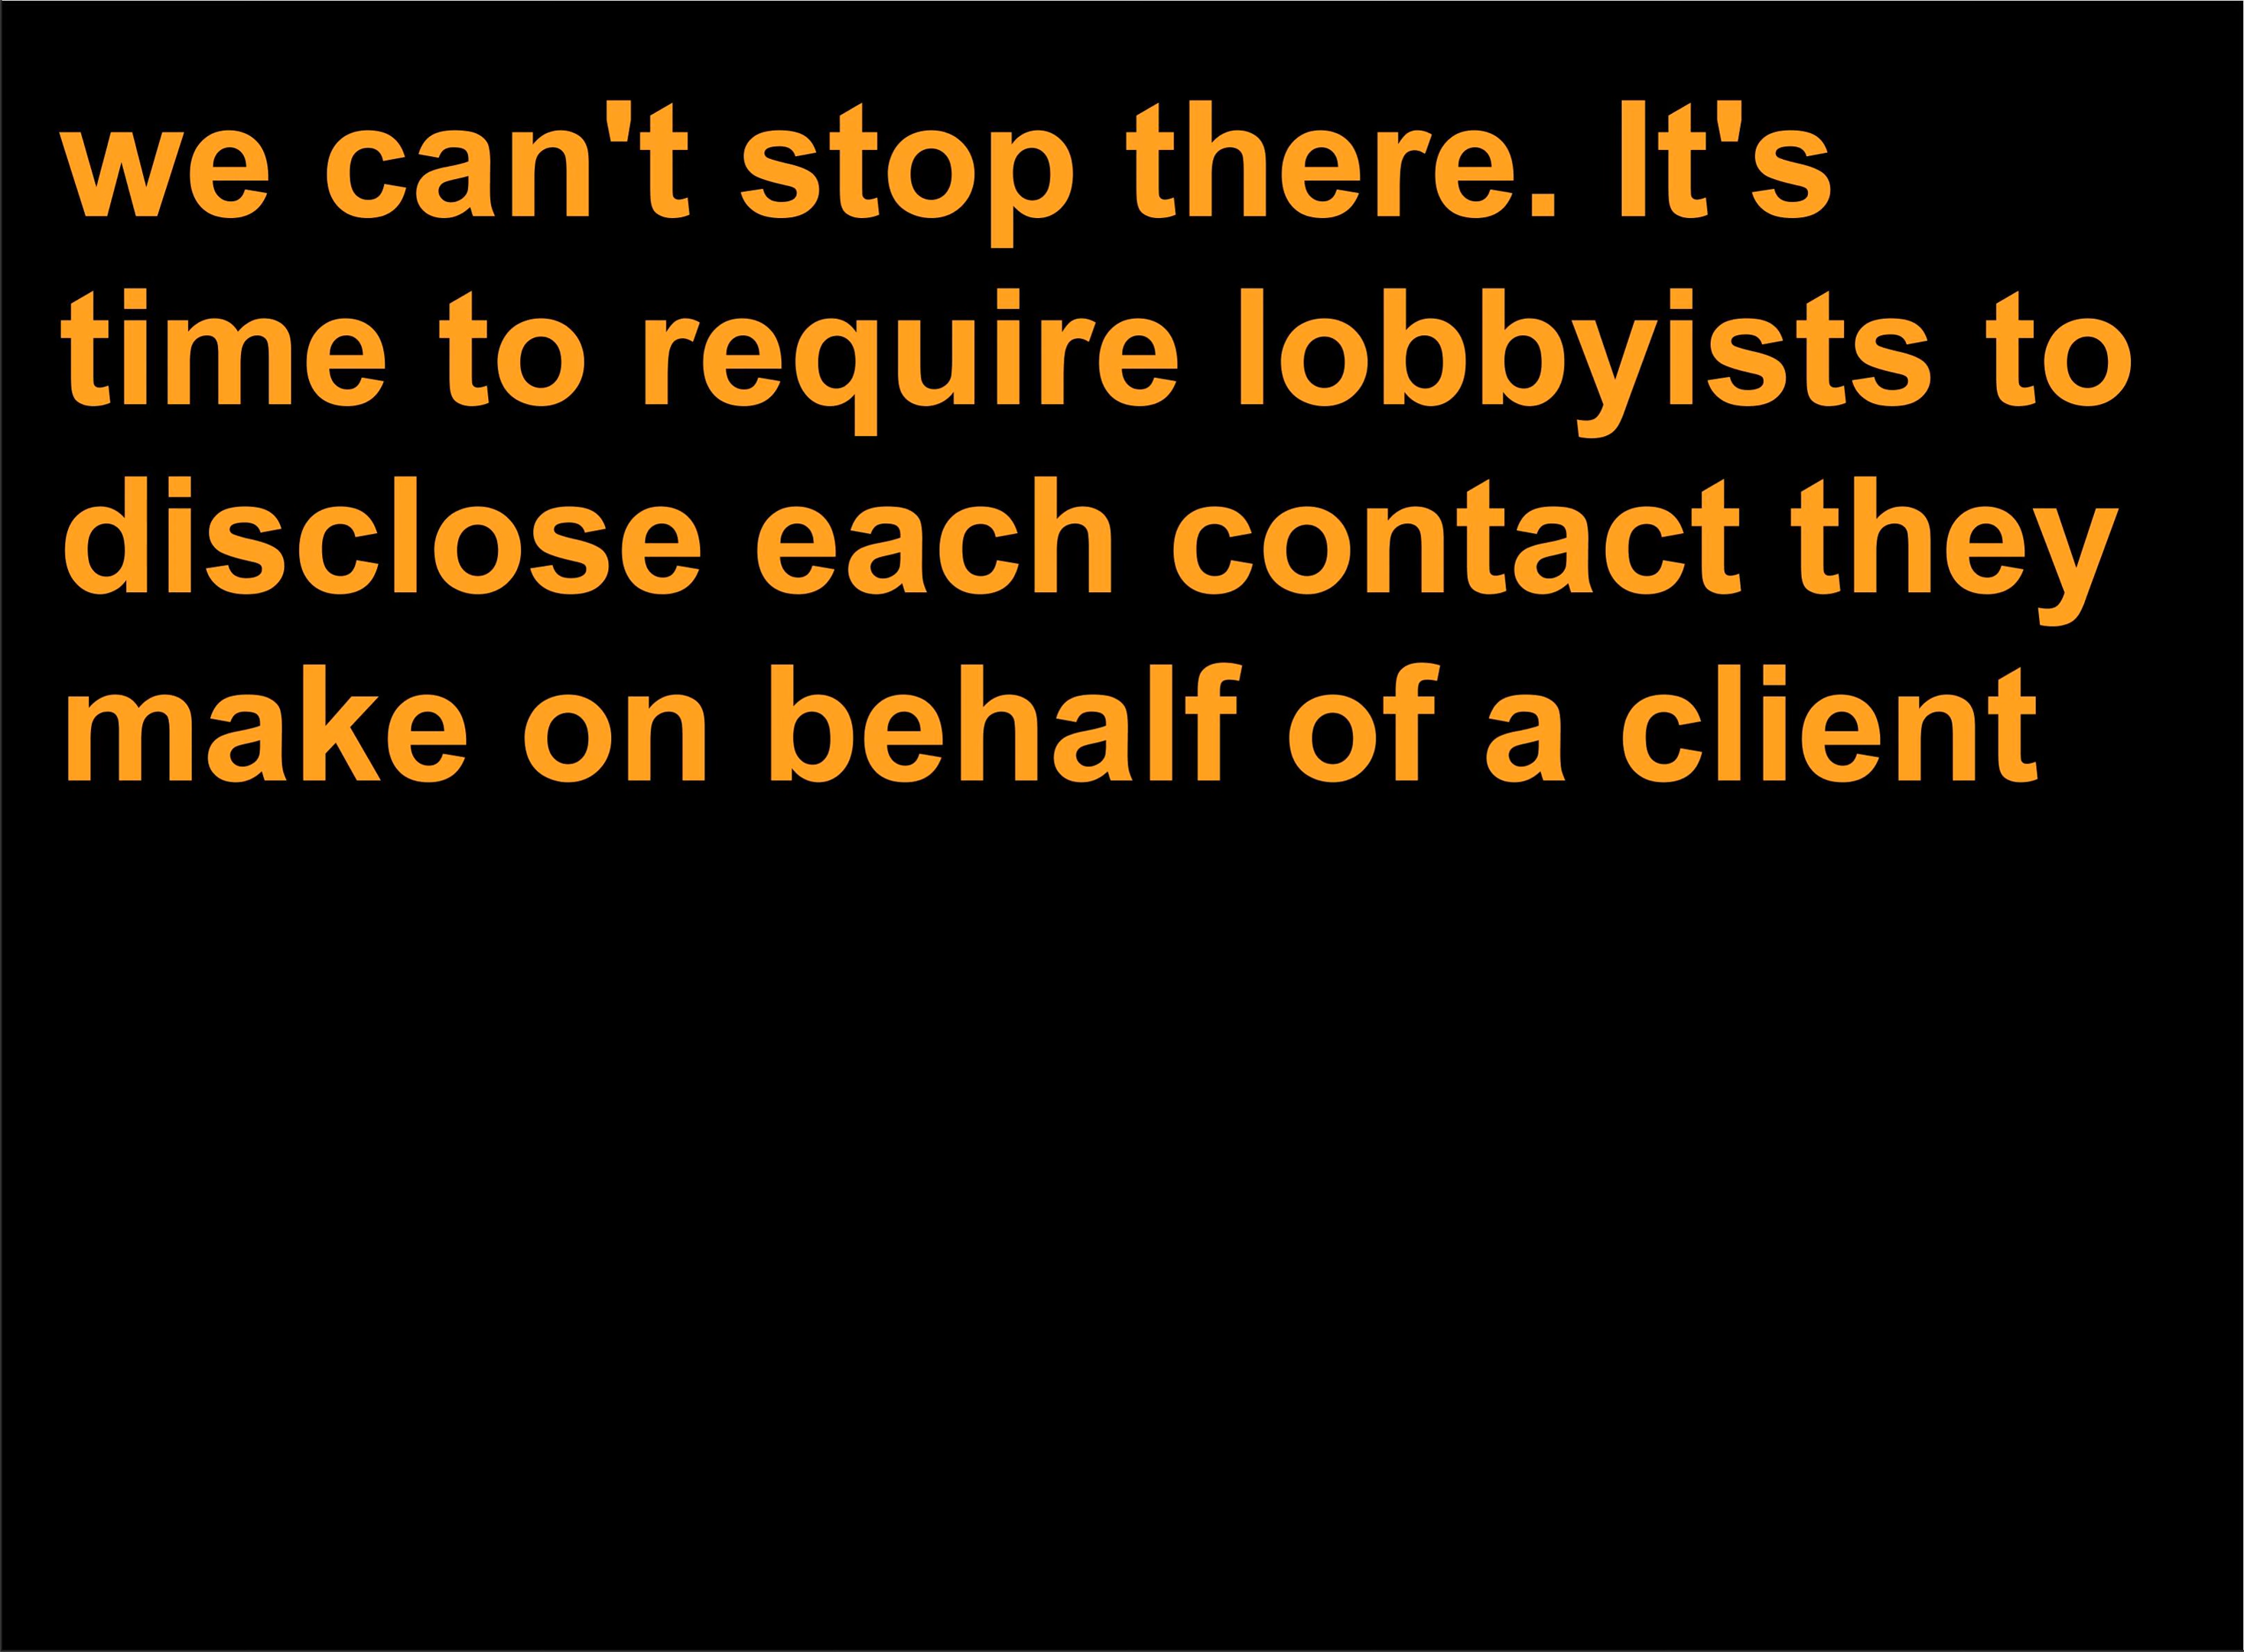 we can't stop there. It's
time to require lobbyists to
disclose each contact they
make on behalf of a client